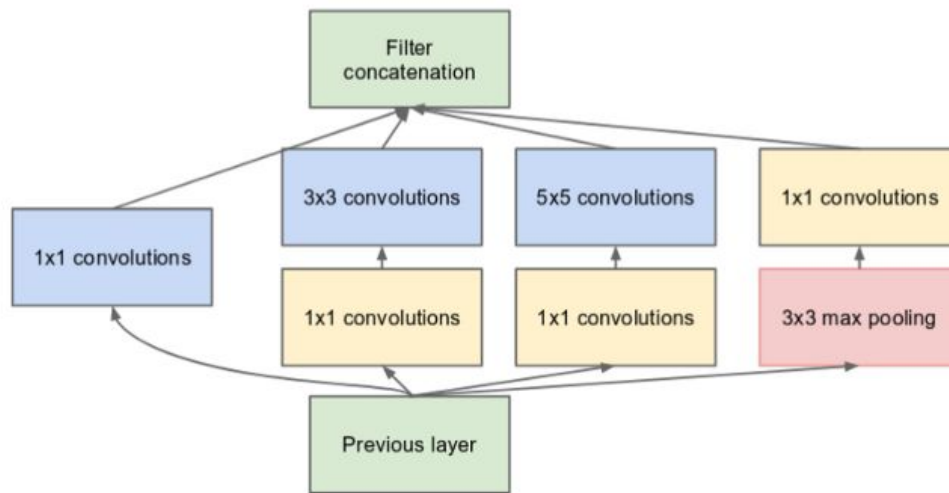 Filter
concatenation
3x3 convolutions
5x5 convolutions
1x1 convolutions
1x1 convolutions
1x1 convolutions
1x1 convolutions
3x3 max pooling
Previous layer